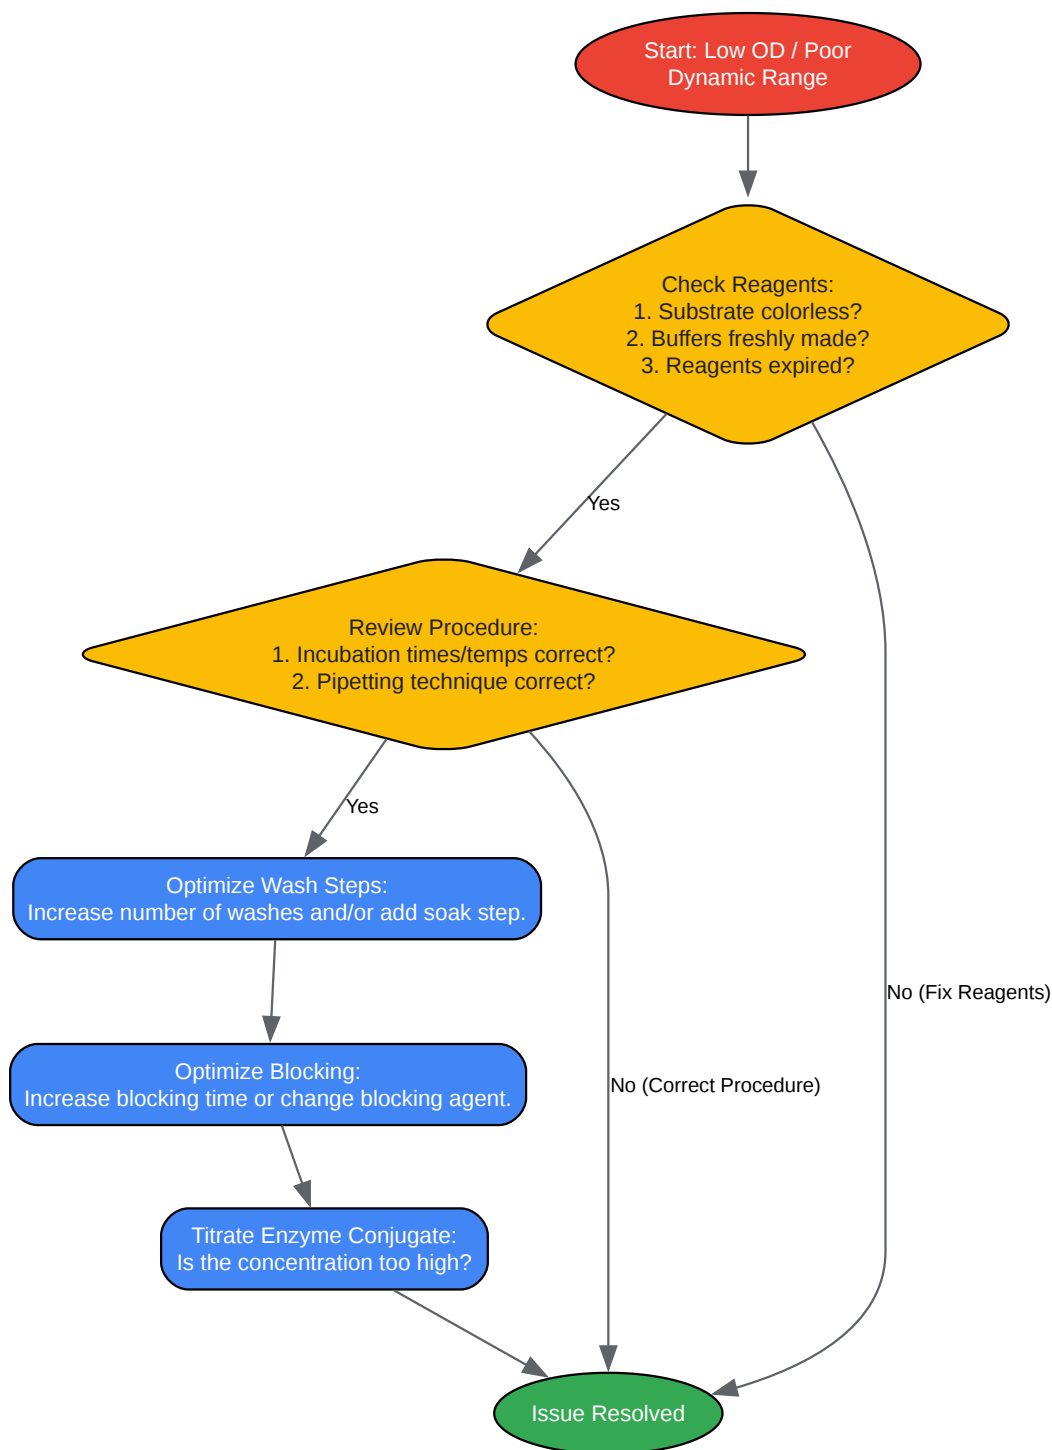 Start: Low OD / Poor
Dynamic Range
Check Reagents:
1. Substrate colorless?
2. Buffers freshly made?
3. Reagents expired?
Yes
Review Procedure:
1. Incubation times/temps correct?
2. Pipetting technique correct?
Yes
Optimize Wash Steps:
Increase number of washes and/or add soak step.
No (Fix Reagents)
Optimize Blocking:
Increase blocking time or change blocking agent.
No (Correct Procedure)
Titrate Enzyme Conjugate:
Is the concentration too high?
Issue Resolved